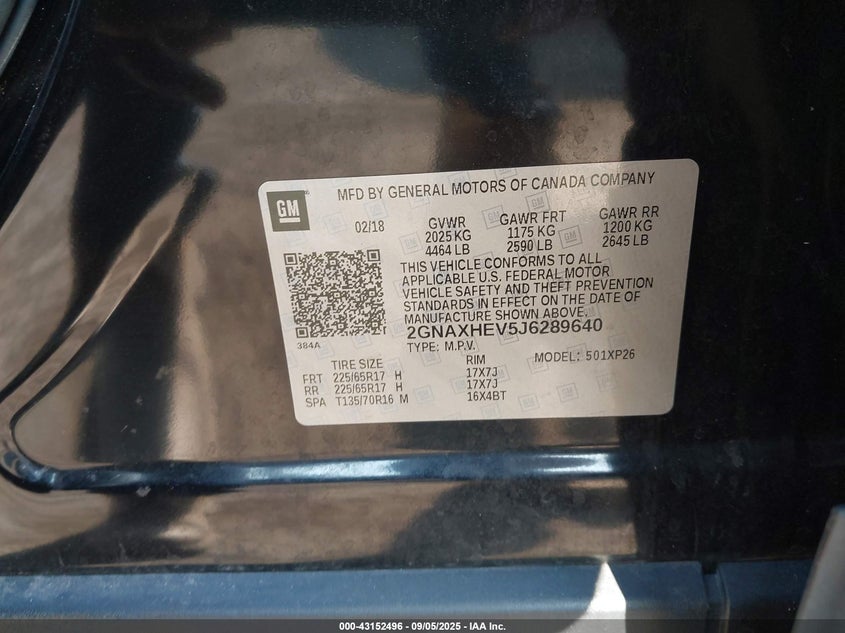 MFD BY GENERAL MOTORS OF CANADA COMPANY
GM
02/18 GVWR GAWR FRT GAWR RR
2025 KG 1175 KG 1200 KG
4464 LB 2590 LB 2645 LB
THIS VEHICLE CONFORMS TO ALL
APPLICABLE U.S. FEDERAL MOTOR
VEHICLE SAFETY AND THEFT PREVENTION
STANDARDS IN EFFECT ON THE DATE OF
MANUFACTURE SHOWN ABOVE.
2GNAXHEV5J6289640
384A
TYPE: M.P.V. MODEL: 501XP26
TIRE SIZE RIM
FRT 225/65R17 H 17X7J
RR 225/65R17 H 17X7J
SPA T135/70R16 M 16X4BT
000-43152496 - 09/05/2025 - IAA Inc.